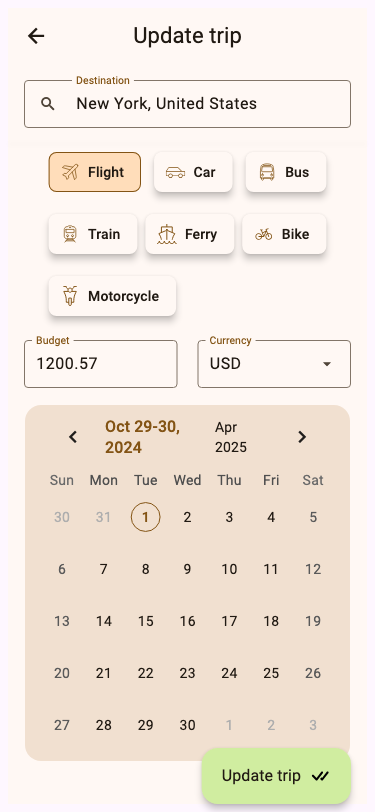 Update trip
Destination
New York, United States
Flight Car Bus
Train Ferry Bike
Motorcycle
Budget Currency
1200.57 USD
Oct 29-30, Apr
2024 2025
Sun Mon Tue Wed Thu Fri Sat
30 31 1 2 3 4 5
6 7 8 9 10 11 12
13 14 15 16 17 18 19
20 21 22 23 24 25 26
27 28 29 30 1 2 3
Update trip